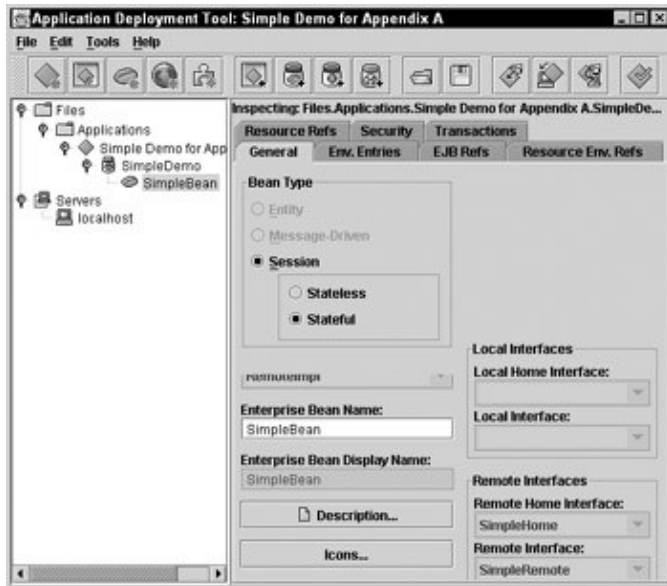 Application Deployment Tool: Simple Demo for Appendix A
File Edit Tools Help
Files
Applications
Simple Demo for App
SimpleDemo
SimpleBean
Servers
localhost
Inspecting: Files.Applications.Simple Demo for Appendix A.SimpleDe...
Resource Refs Security Transactions
General Env. Entries EJB Refs Resource Env. Refs
Bean Type
Entity
Message-Driven
Session
Stateless
Stateful
RemoteImpl
Enterprise Bean Name:
SimpleBean
Enterprise Bean Display Name:
SimpleBean
Description...
Icons...
Local Interfaces
Local Home Interface:
Local Interface:
Remote Interfaces
Remote Home Interface:
SimpleHome
Remote Interface:
SimpleRemote